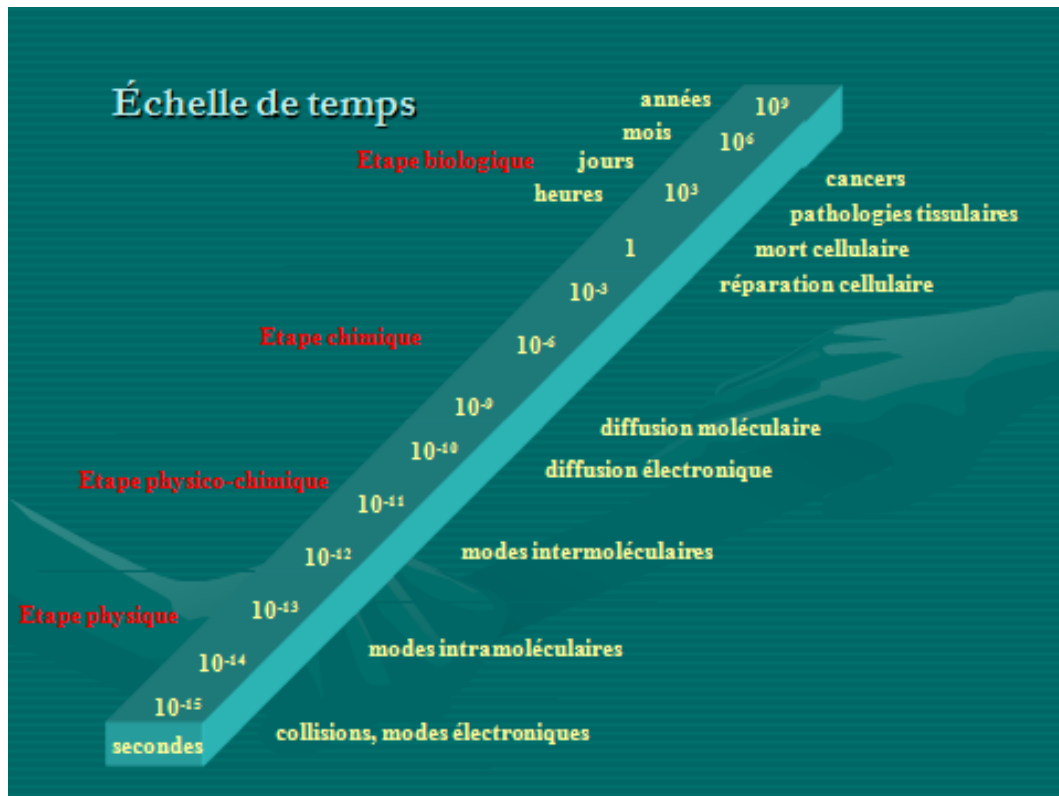 Échelle de temps
années 10⁹
mois 10⁶
Etape biologique jours
heures 10³
cancers
pathologies tissulaires
1 mort cellulaire
10⁻³ réparation cellulaire
Etape chimique 10⁻⁶
10⁻⁹
diffusion moléculaire
10⁻¹⁰
diffusion électronique
Etape physico-chimique
10⁻¹¹
10⁻¹² modes intermoléculaires
Etape physique 10⁻¹³
modes intramoléculaires
10⁻¹⁴
10⁻¹⁵
collisions, modes électroniques
secondes